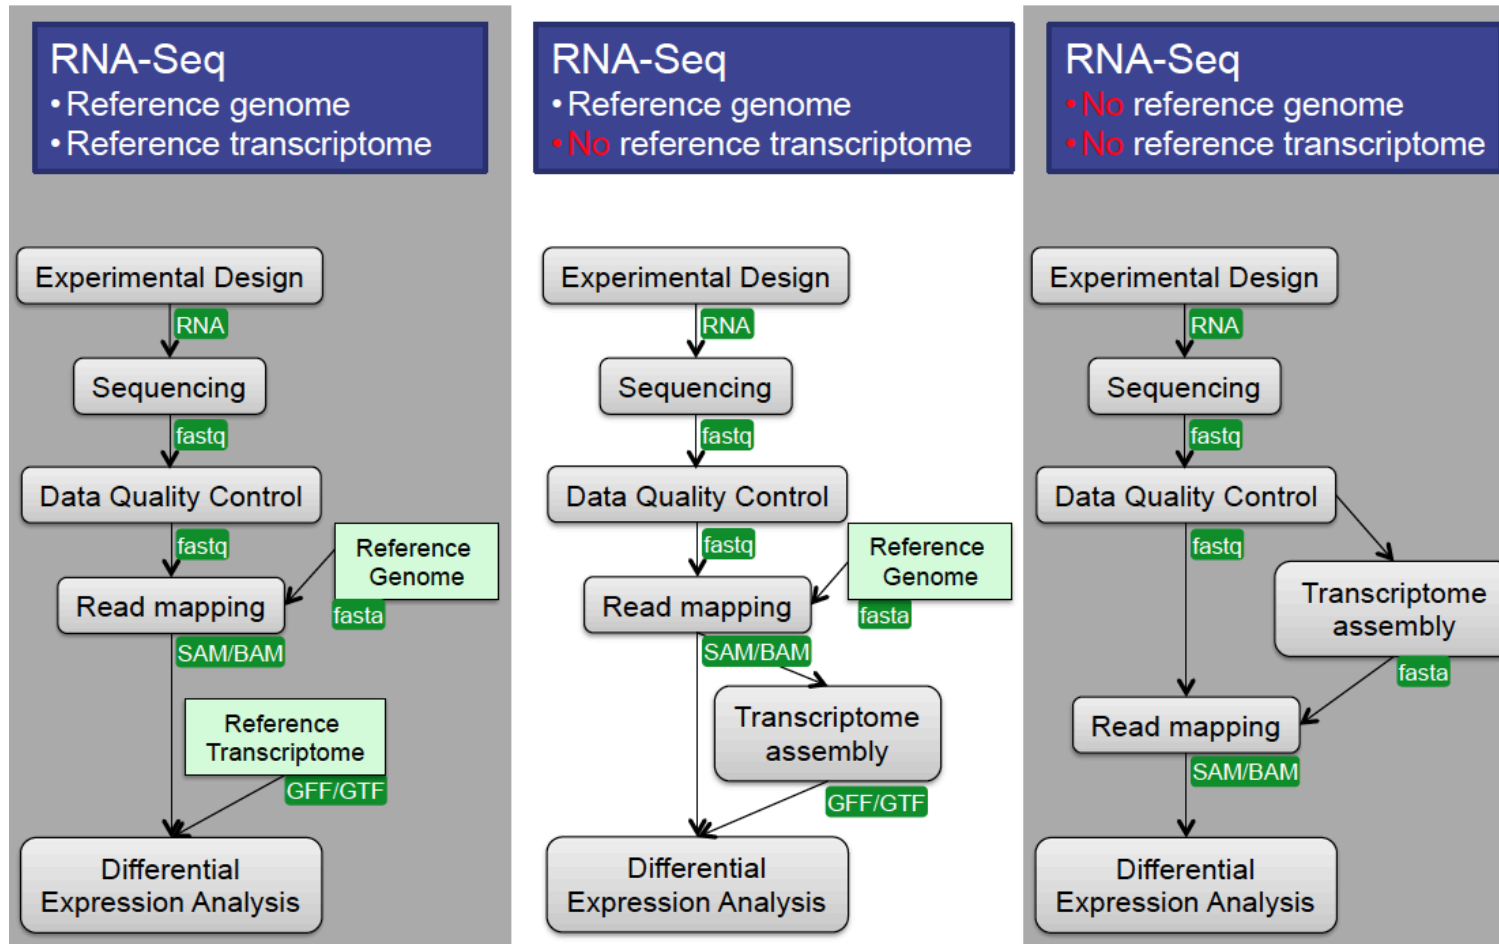 RNA-Seq
• Reference genome
• Reference transcriptome
Experimental Design
RNA
Sequencing
fastq
Data Quality Control
fastq
Reference
Genome
fasta
Read mapping
SAM/BAM
Reference
Transcriptome
GFF/GTF
Differential
Expression Analysis
RNA-Seq
• Reference genome
• No reference transcriptome
Experimental Design
RNA
Sequencing
fastq
Data Quality Control
fastq
Reference
Genome
fasta
Read mapping
SAM/BAM
Transcriptome
assembly
GFF/GTF
Differential
Expression Analysis
RNA-Seq
• No reference genome
• No reference transcriptome
Experimental Design
RNA
Sequencing
fastq
Data Quality Control
fastq
Transcriptome
assembly
fasta
Read mapping
SAM/BAM
Differential
Expression Analysis